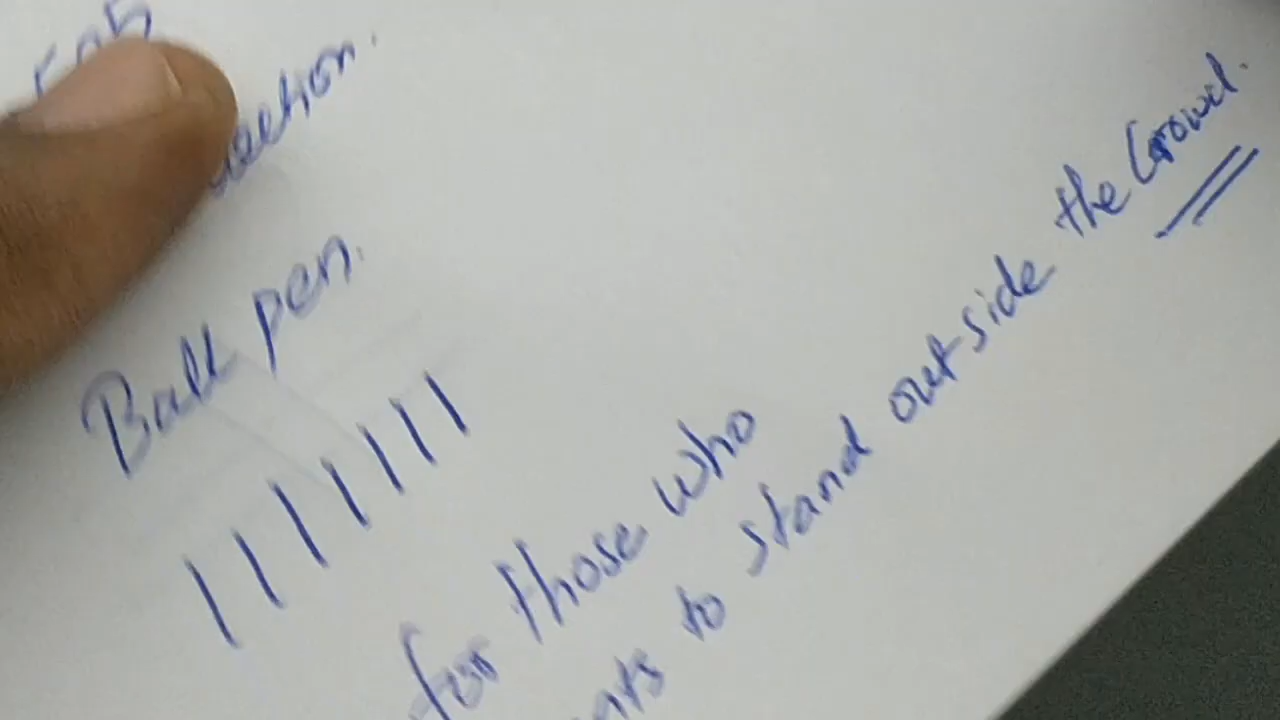 Ball pen.
for those who
to stand outside the Crowd.